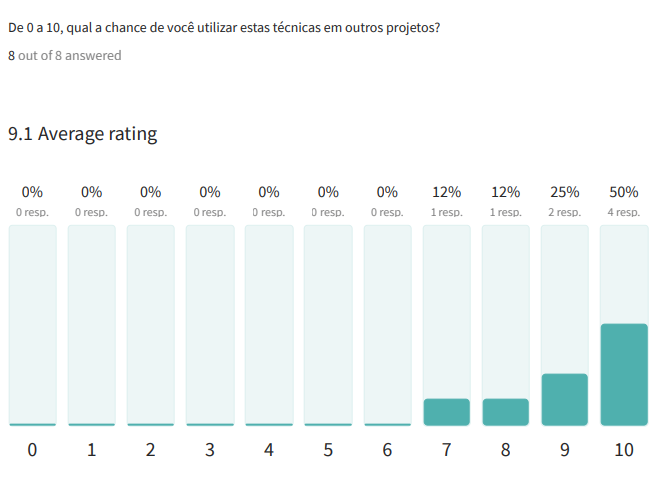 De 0 a 10, qual a chance de você utilizar estas técnicas em outros projetos?
8 out of 8 answered
9.1 Average rating
0% 0% 0% 0% 0% 0% 0% 12% 12% 25% 50%
0 resp. 0 resp. 0 resp. 0 resp. 0 resp. 0 resp. 0 resp. 1 resp. 1 resp. 2 resp. 4 resp.
0 1 2 3 4 5 6 7 8 9 10